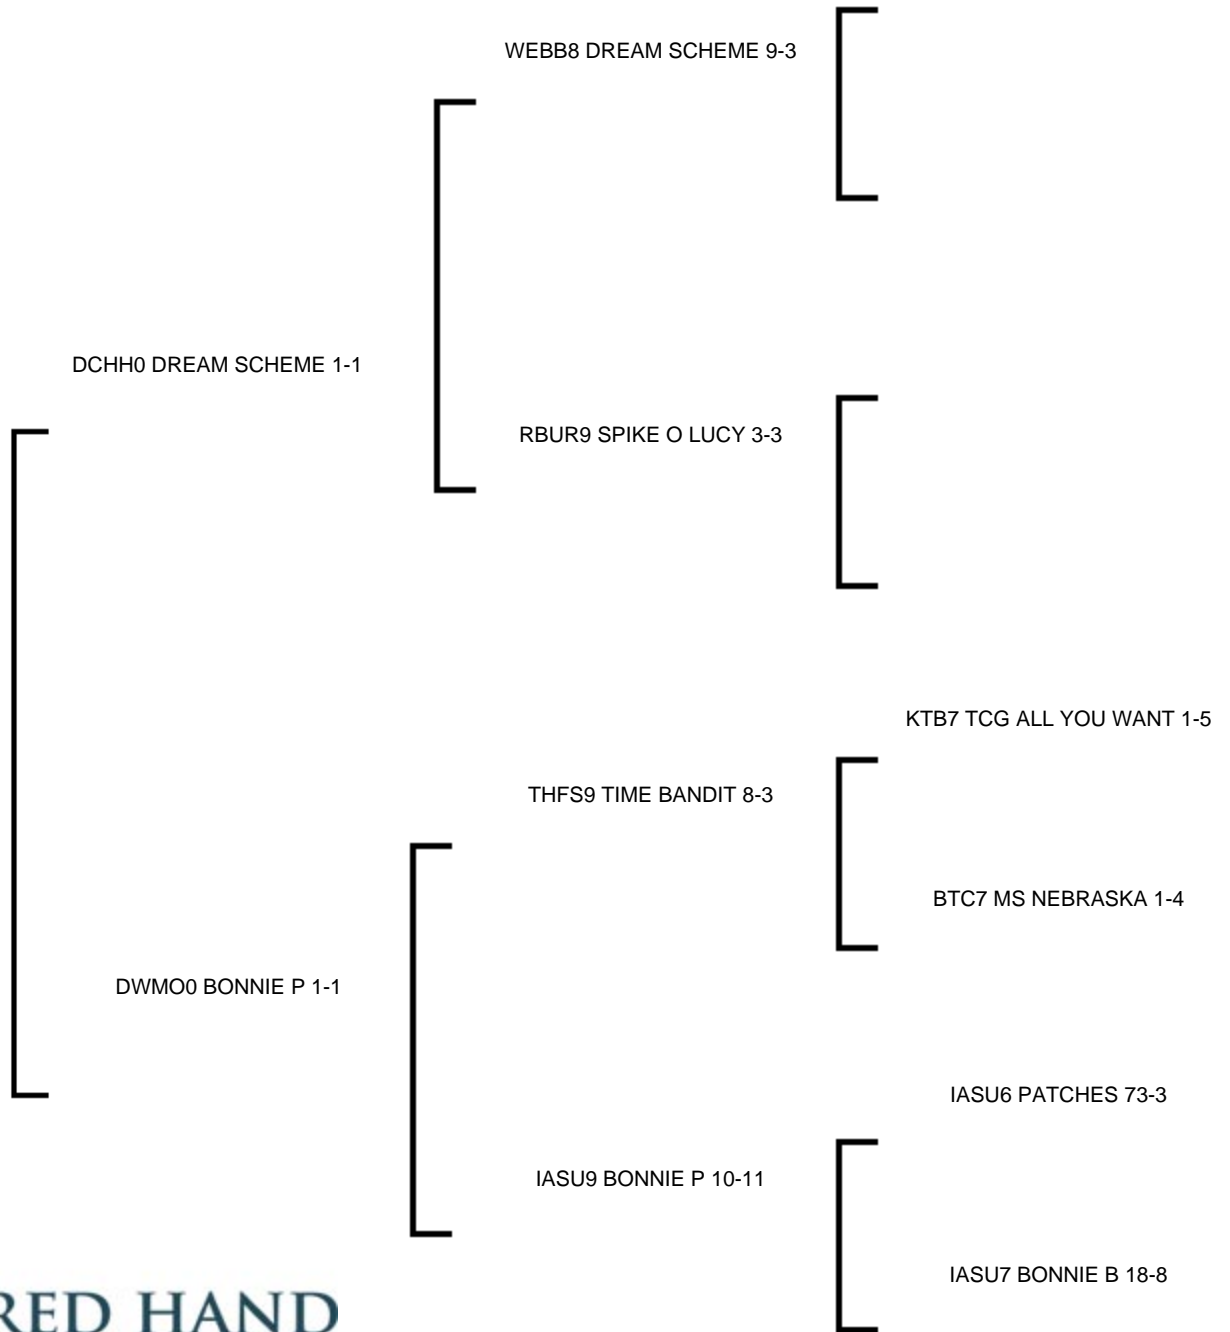 WEBB8 DREAM SCHEME 9-3
DCHH0 DREAM SCHEME 1-1
RBUR9 SPIKE O LUCY 3-3
KTB7 TCG ALL YOU WANT 1-5
THFS9 TIME BANDIT 8-3
BTC7 MS NEBRASKA 1-4
DWMO0 BONNIE P 1-1
IASU6 PATCHES 73-3
IASU9 BONNIE P 10-11
IASU7 BONNIE B 18-8
RED HAND